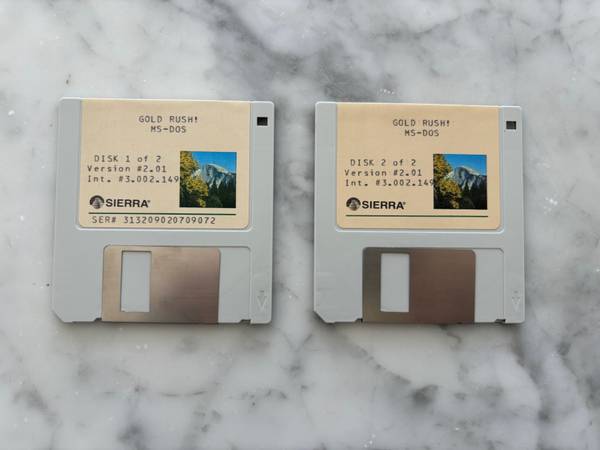 GOLD RUSH!
MS-DOS
DISK 1 of 2
Version #2.01
Int. #3.002.149
SIERRA®
SER# 313209020709072
GOLD RUSH!
MS-DOS
DISK 2 of 2
Version #2.01
Int. #3.002.149
SIERRA®